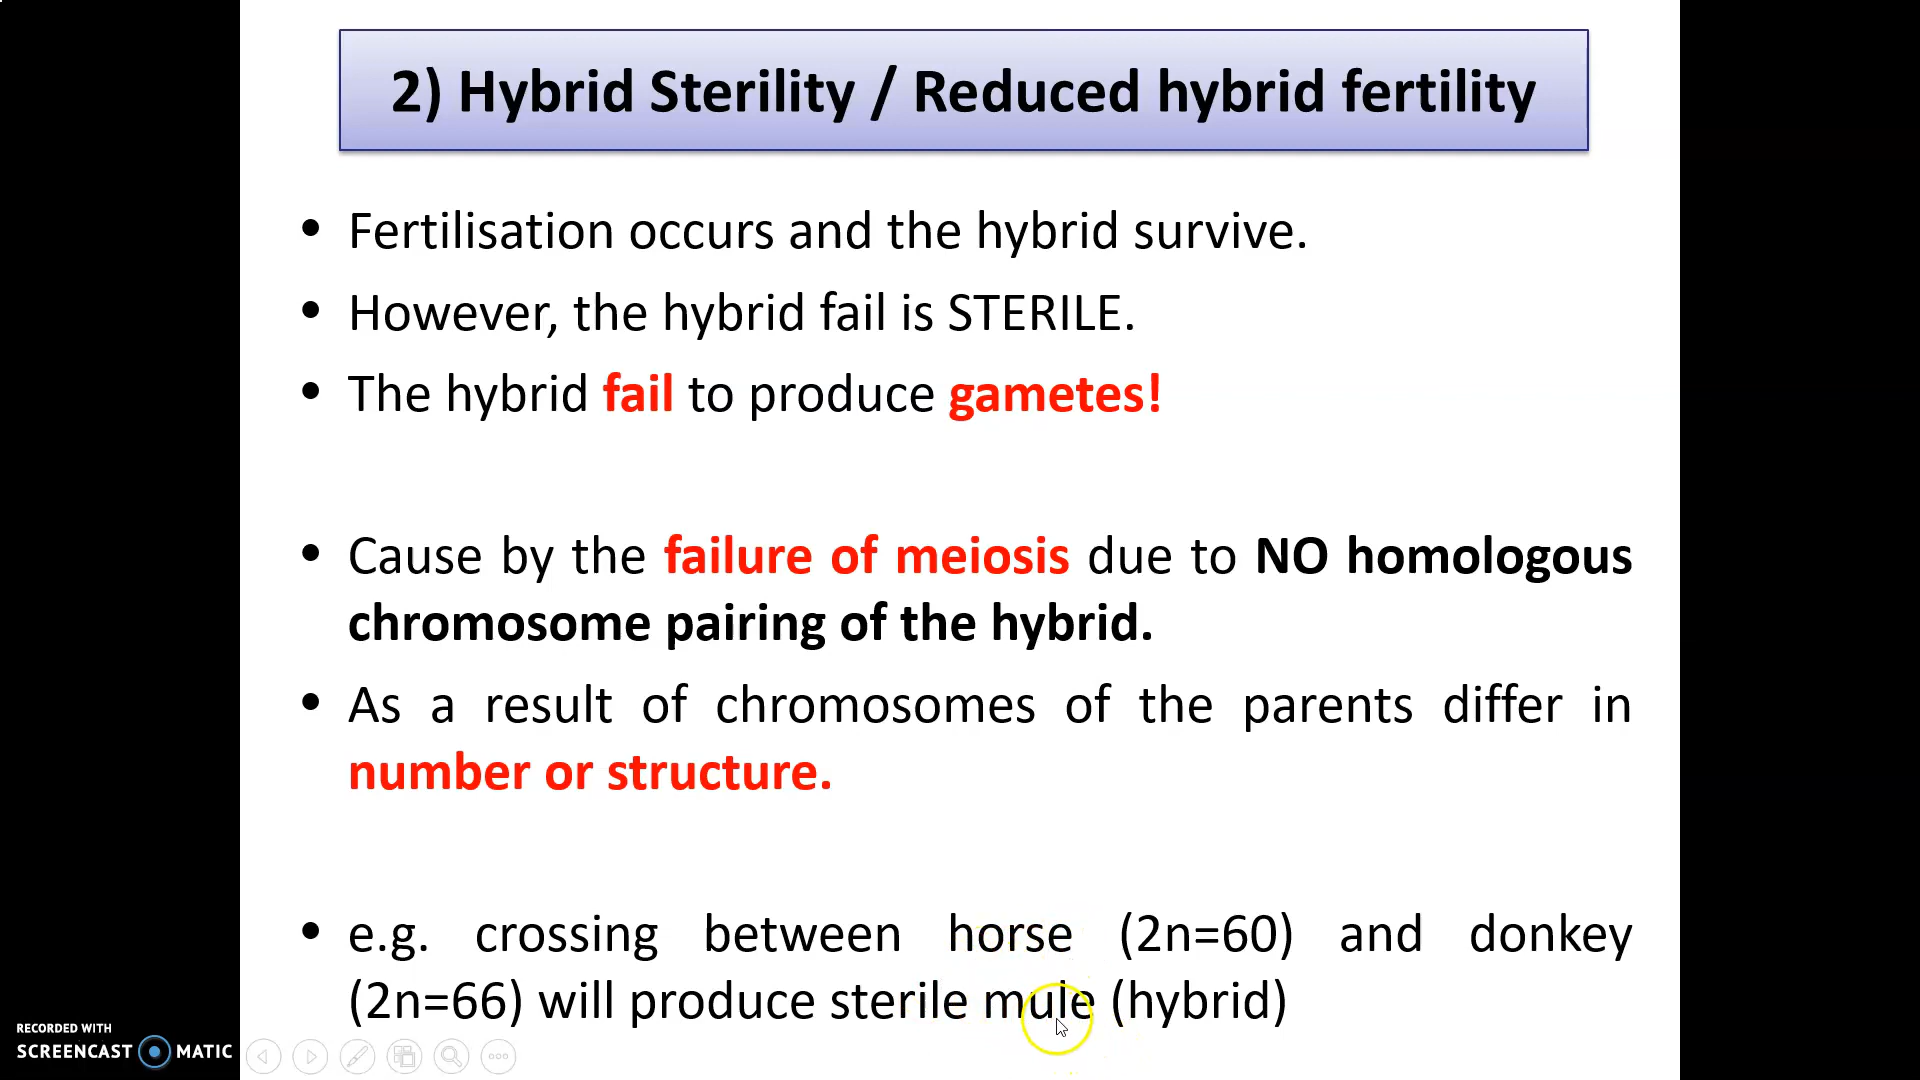 2) Hybrid Sterility / Reduced hybrid fertility
• Fertilisation occurs and the hybrid survive.
• However, the hybrid fail is STERILE.
• The hybrid fail to produce gametes!
• Cause by the failure of meiosis due to NO homologous
chromosome pairing of the hybrid.
• As a result of chromosomes of the parents differ in
number or structure.
• e.g. crossing between horse (2n=60) and donkey
(2n=66) will produce sterile mule (hybrid)
RECORDED WITH
SCREENCAST MATIC